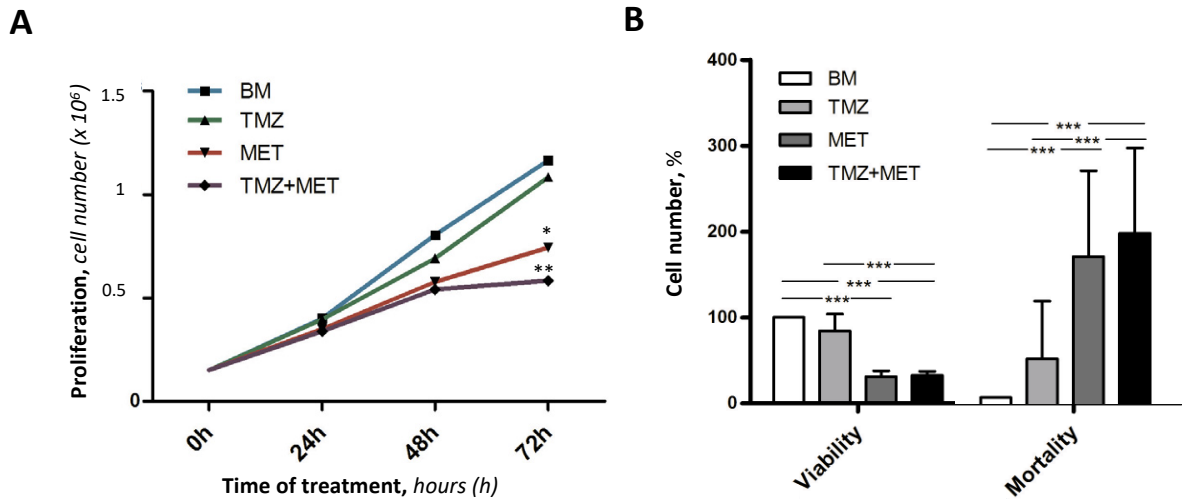 A
Proliferation, cell number (x 10⁶)
1.5
1
0.5
0
BM
TMZ
MET
TMZ+MET
*
**
0h
24h
48h
72h
Time of treatment, hours (h)
B
Cell number, %
400
300
200
100
0
BM
TMZ
MET
TMZ+MET
***
***
***
***
***
***
Viability
Mortality